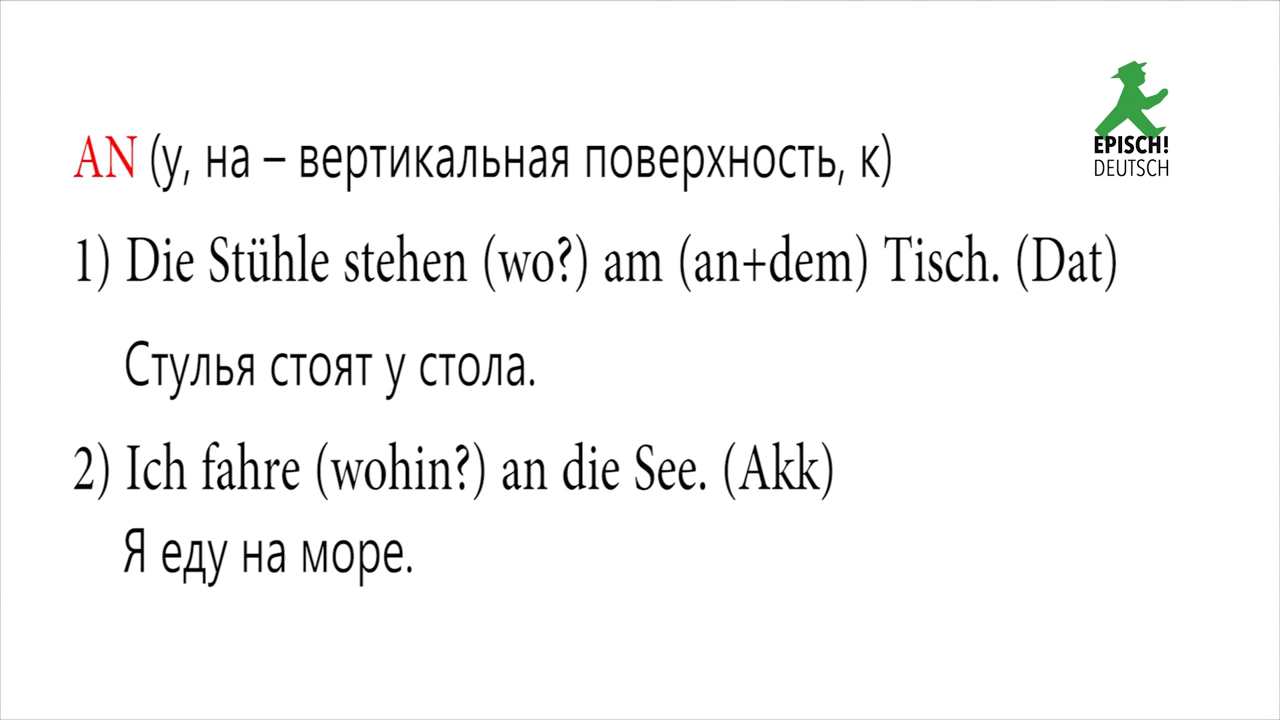 EPISCH!
DEUTSCH
AN (у, на – вертикальная поверхность, к)
1) Die Stühle stehen (wo?) am (an+dem) Tisch. (Dat)
Стулья стоят у стола.
2) Ich fahre (wohin?) an die See. (Akk)
Я еду на море.